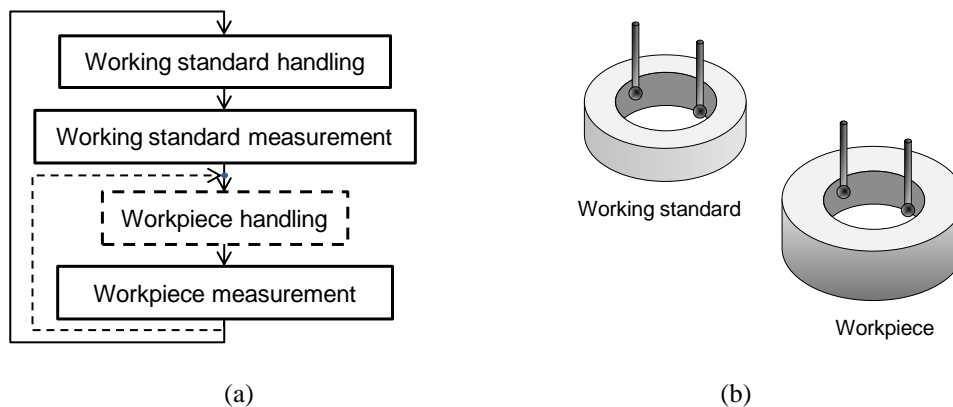 Working standard handling
Working standard measurement
Workpiece handling
Workpiece measurement
(a)
Working standard
Workpiece
(b)